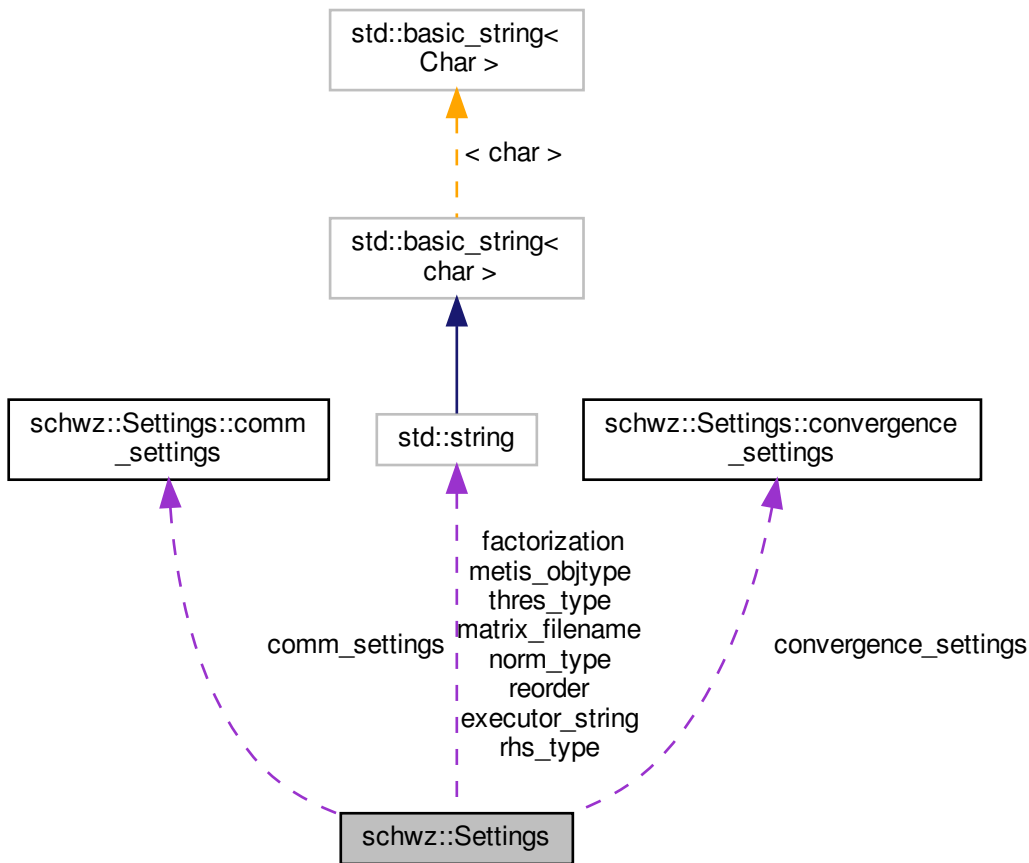 std::basic_string<
Char >
< char >
std::basic_string<
char >
schwz::Settings::comm
_settings
std::string
schwz::Settings::convergence
_settings
factorization
metis_objtype
thres_type
matrix_filename
norm_type
reorder
executor_string
rhs_type
comm_settings
convergence_settings
schwz::Settings